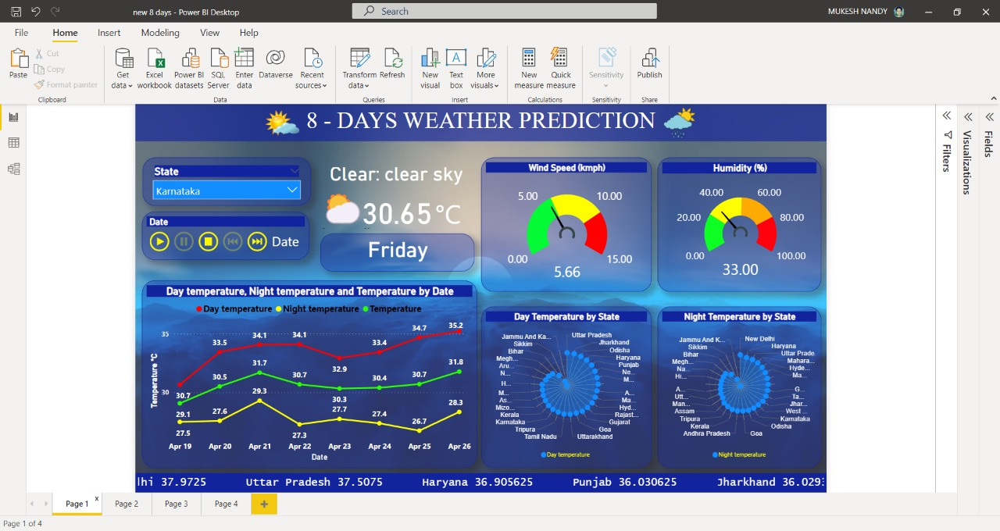 new 8 days - Power BI Desktop
Search
MUKESH NANDY
File Home Insert Modeling View Help
Paste
Cut
Copy
Format painter
Clipboard
Get data
Excel workbook
Power BI datasets
SQL Server
Enter data
Dataverse
Recent sources
Data
Transform data
Refresh
Queries
New visual
Text box
More visuals
Insert
New measure
Quick measure
Calculations
Sensitivity
Sensitivity
Publish
Share
8 - DAYS WEATHER PREDICTION
State
Karnataka
Date
Date
Clear: clear sky
30.65 °C
Friday
Wind Speed (kmph)
5.00 10.00
0.00 15.00
5.66
Humidity (%)
40.00 60.00
20.00 80.00
0.00 100.00
33.00
Filters
Visualizations
Fields
Day temperature, Night temperature and Temperature by Date
Day temperature Night temperature Temperature
Temperature °C
35
30
30.7 33.5 34.1 34.1 32.9 33.4 34.7 35.2
29.1 30.5 31.7 30.7 30.3 30.4 30.7 31.8
27.5 27.6 29.3 27.3 27.7 27.4 26.7 28.3
Apr 19 Apr 20 Apr 21 Apr 22 Apr 23 Apr 24 Apr 25 Apr 26
Date
Day Temperature by State
Jammu And Ka...
Sikkim
Bihar
Megh...
Aru...
N...
H...
M...
As...
Mizo...
Kerala
Karnataka
Tripura
Tamil Nadu
Uttar Pradesh
Jharkhand
Odisha
Haryana
Punjab
Ne...
M...
A...
Ma...
Hyd...
Rajast...
Gujarat
Goa
Uttarakhand
Day temperature
Night Temperature by State
Jammu And K...
Sikkim
Bihar
Megh...
Na...
Hi...
A...
Utt...
Man...
Assam
Tripura
Kerala
Andhra Pradesh
New Delhi
Haryana
Uttar Prade
Mahara...
Hyde...
Ma...
G...
Ta...
Jhar...
West ...
Karnataka
Odisha
Goa
Night temperature
lhi 37.9725 Uttar Pradesh 37.5075 Haryana 36.905625 Punjab 36.030625 Jharkhand 36.029
Page 1 x Page 2 Page 3 Page 4 +
Page 1 of 4